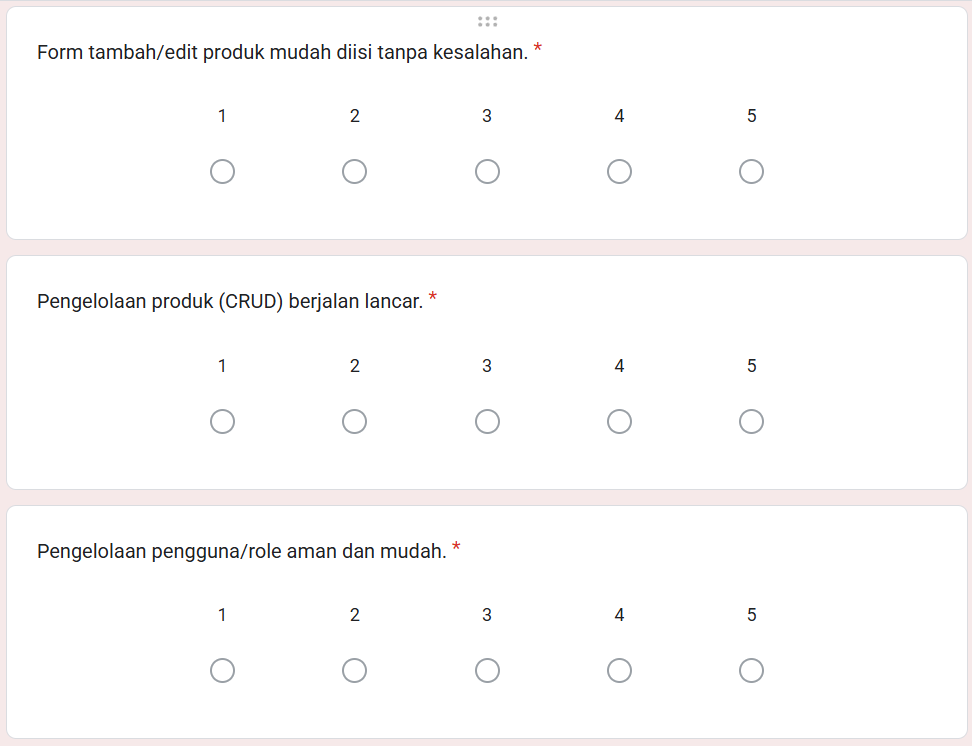 Form tambah/edit produk mudah diisi tanpa kesalahan. *
1 2 3 4 5
Pengelolaan produk (CRUD) berjalan lancar. *
1 2 3 4 5
Pengelolaan pengguna/role aman dan mudah. *
1 2 3 4 5